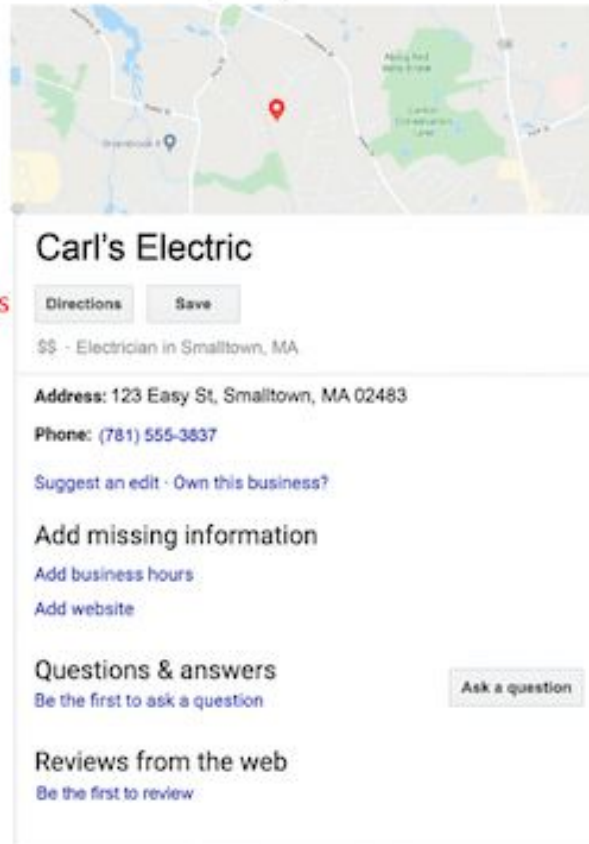 Carl's Electric
s
Directions Save
$$ · Electrician in Smalltown, MA
Address: 123 Easy St, Smalltown, MA 02483
Phone: (781) 555-3837
Suggest an edit · Own this business?
Add missing information
Add business hours
Add website
Questions & answers
Be the first to ask a question
Ask a question
Reviews from the web
Be the first to review